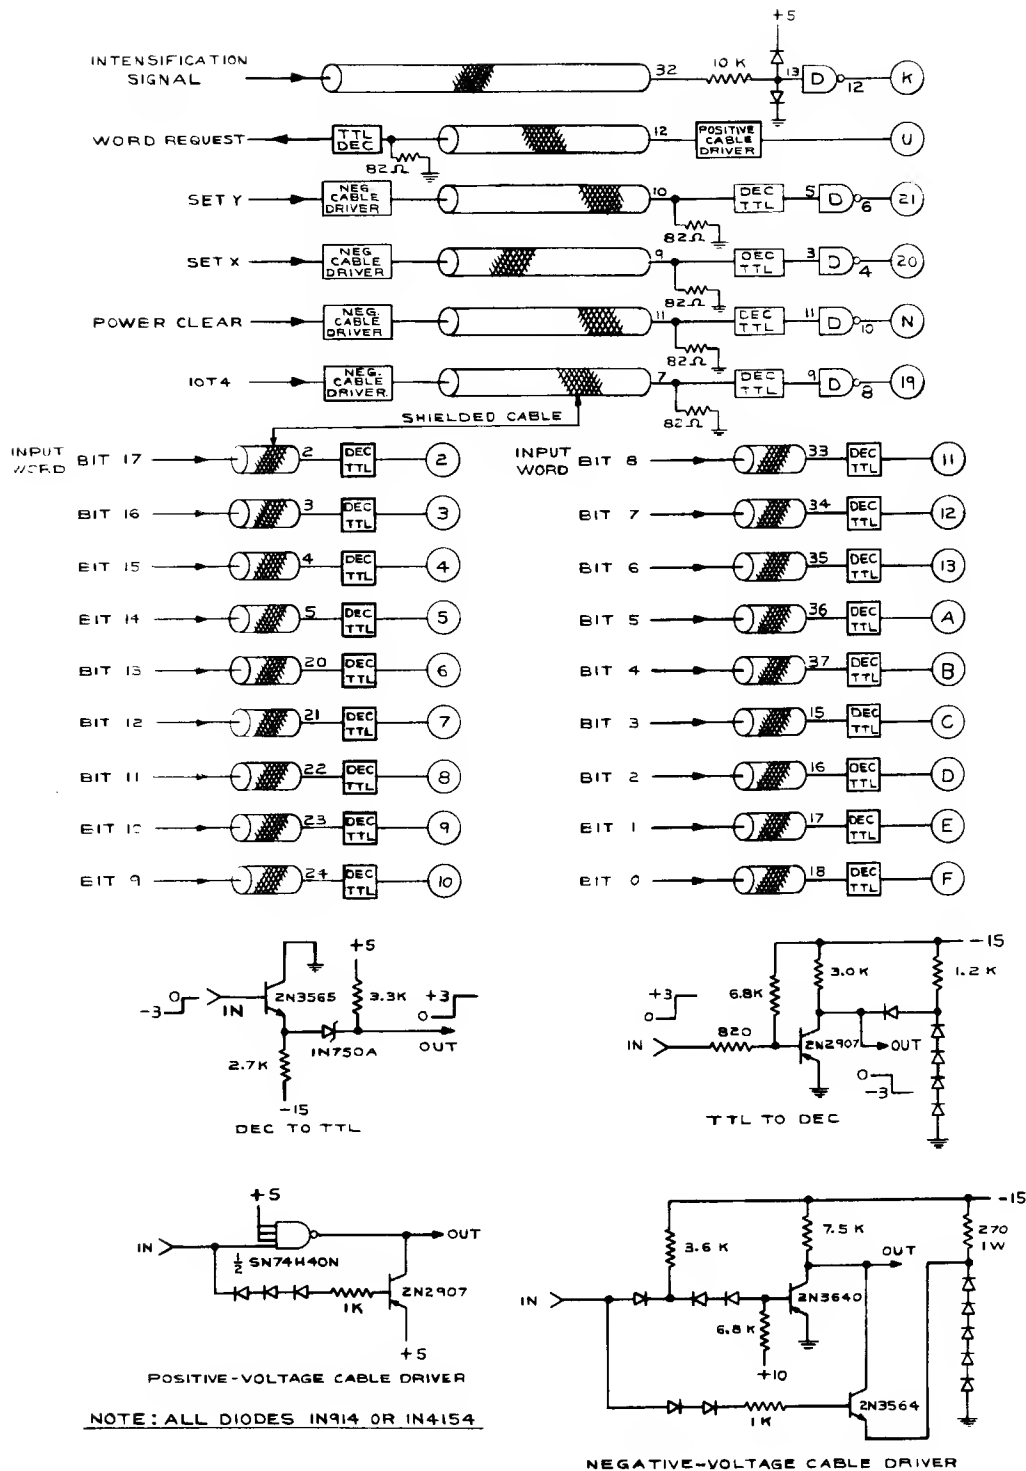 +5
INTENSIFICATION SIGNAL 32 10 K 13 D 12 K
WORD REQUEST TTL DEC 82Ω 12 POSITIVE CABLE DRIVER U
SET Y NEG. CABLE DRIVER 10 82Ω DEC TTL 5 D 6 21
SET X NEG CABLE DRIVER 9 82Ω DEC TTL 3 D 4 20
POWER CLEAR NEG. CABLE DRIVER 11 82Ω DEC TTL 11 D 10 N
IOT4 NEG. CABLE DRIVER. 7 82Ω DEC TTL 9 D 8 19
SHIELDED CABLE
INPUT WORD BIT 17 2 DEC TTL 2
BIT 16 3 DEC TTL 3
BIT 15 4 DEC TTL 4
BIT 14 5 DEC TTL 5
BIT 13 20 DEC TTL 6
BIT 12 21 DEC TTL 7
BIT 11 22 DEC TTL 8
BIT 10 23 DEC TTL 9
BIT 9 24 DEC TTL 10
INPUT WORD BIT 8 33 DEC TTL 11
BIT 7 34 DEC TTL 12
BIT 6 35 DEC TTL 13
BIT 5 36 DEC TTL A
BIT 4 37 DEC TTL B
BIT 3 15 DEC TTL C
BIT 2 16 DEC TTL D
BIT 1 17 DEC TTL E
BIT 0 18 DEC TTL F
+5
0 -3 IN 2N3565 3.3K +3 0
1N750A OUT
2.7K
-15
DEC TO TTL
-15
6.8K 3.0K 1.2K
+3 0
IN 820 2N2907 OUT
0 -3
TTL TO DEC
+5
IN OUT
½ SN74H40N
2N2907
1K
+5
POSITIVE-VOLTAGE CABLE DRIVER
NOTE: ALL DIODES 1N914 OR 1N4154
-15
3.6K 7.5K 270 1W
OUT
IN 2N3640
6.8K
+10
1K 2N3564
NEGATIVE-VOLTAGE CABLE DRIVER